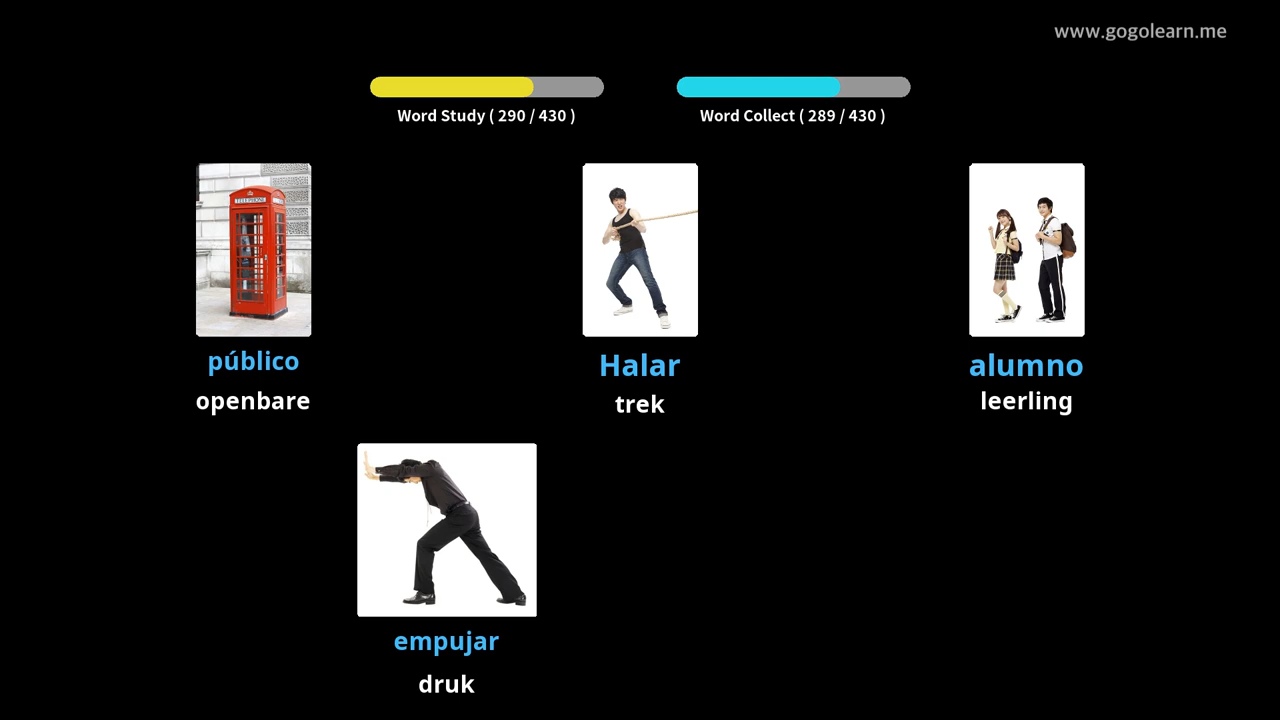 www.gogolearn.me
Word Study ( 290 / 430 )
Word Collect ( 289 / 430 )
TELEPHONE
público
Halar
alumno
openbare
trek
leerling
empujar
druk